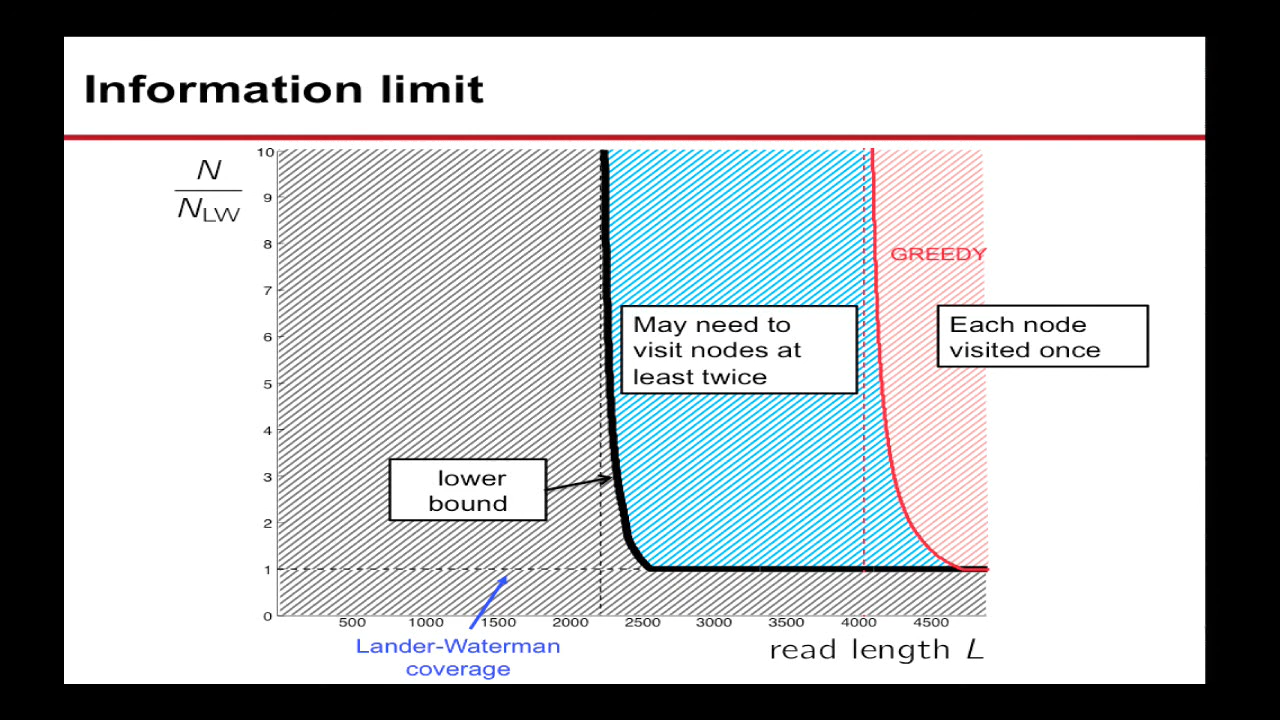 Information limit
N
N_LW
10
9
8
7
6
5
4
3
2
1
0
GREEDY
May need to
visit nodes at
least twice
Each node
visited once
lower
bound
500 1000 1500 2000 2500 3000 3500 4000 4500
Lander-Waterman
coverage
read length L